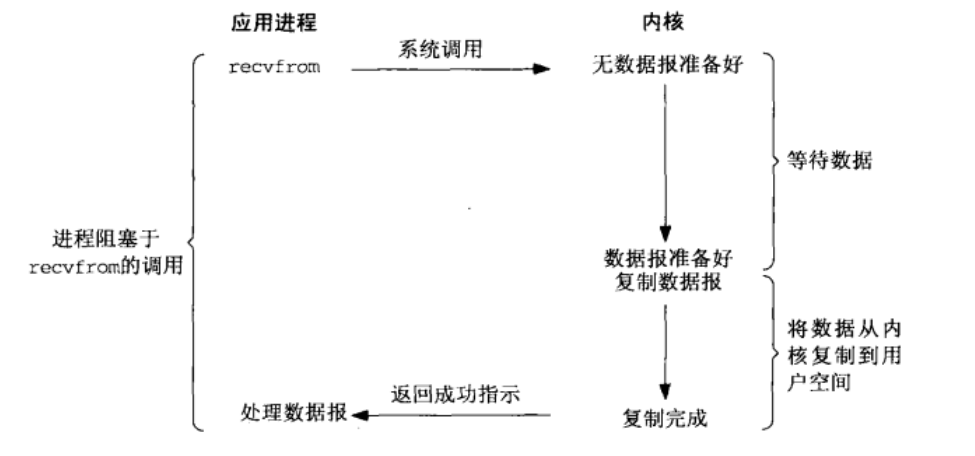 应用进程
内核
recvfrom
系统调用
无数据报准备好
等待数据
进程阻塞于
recvfrom的调用
数据报准备好
复制数据报
将数据从内
核复制到用
户空间
处理数据报
返回成功指示
复制完成